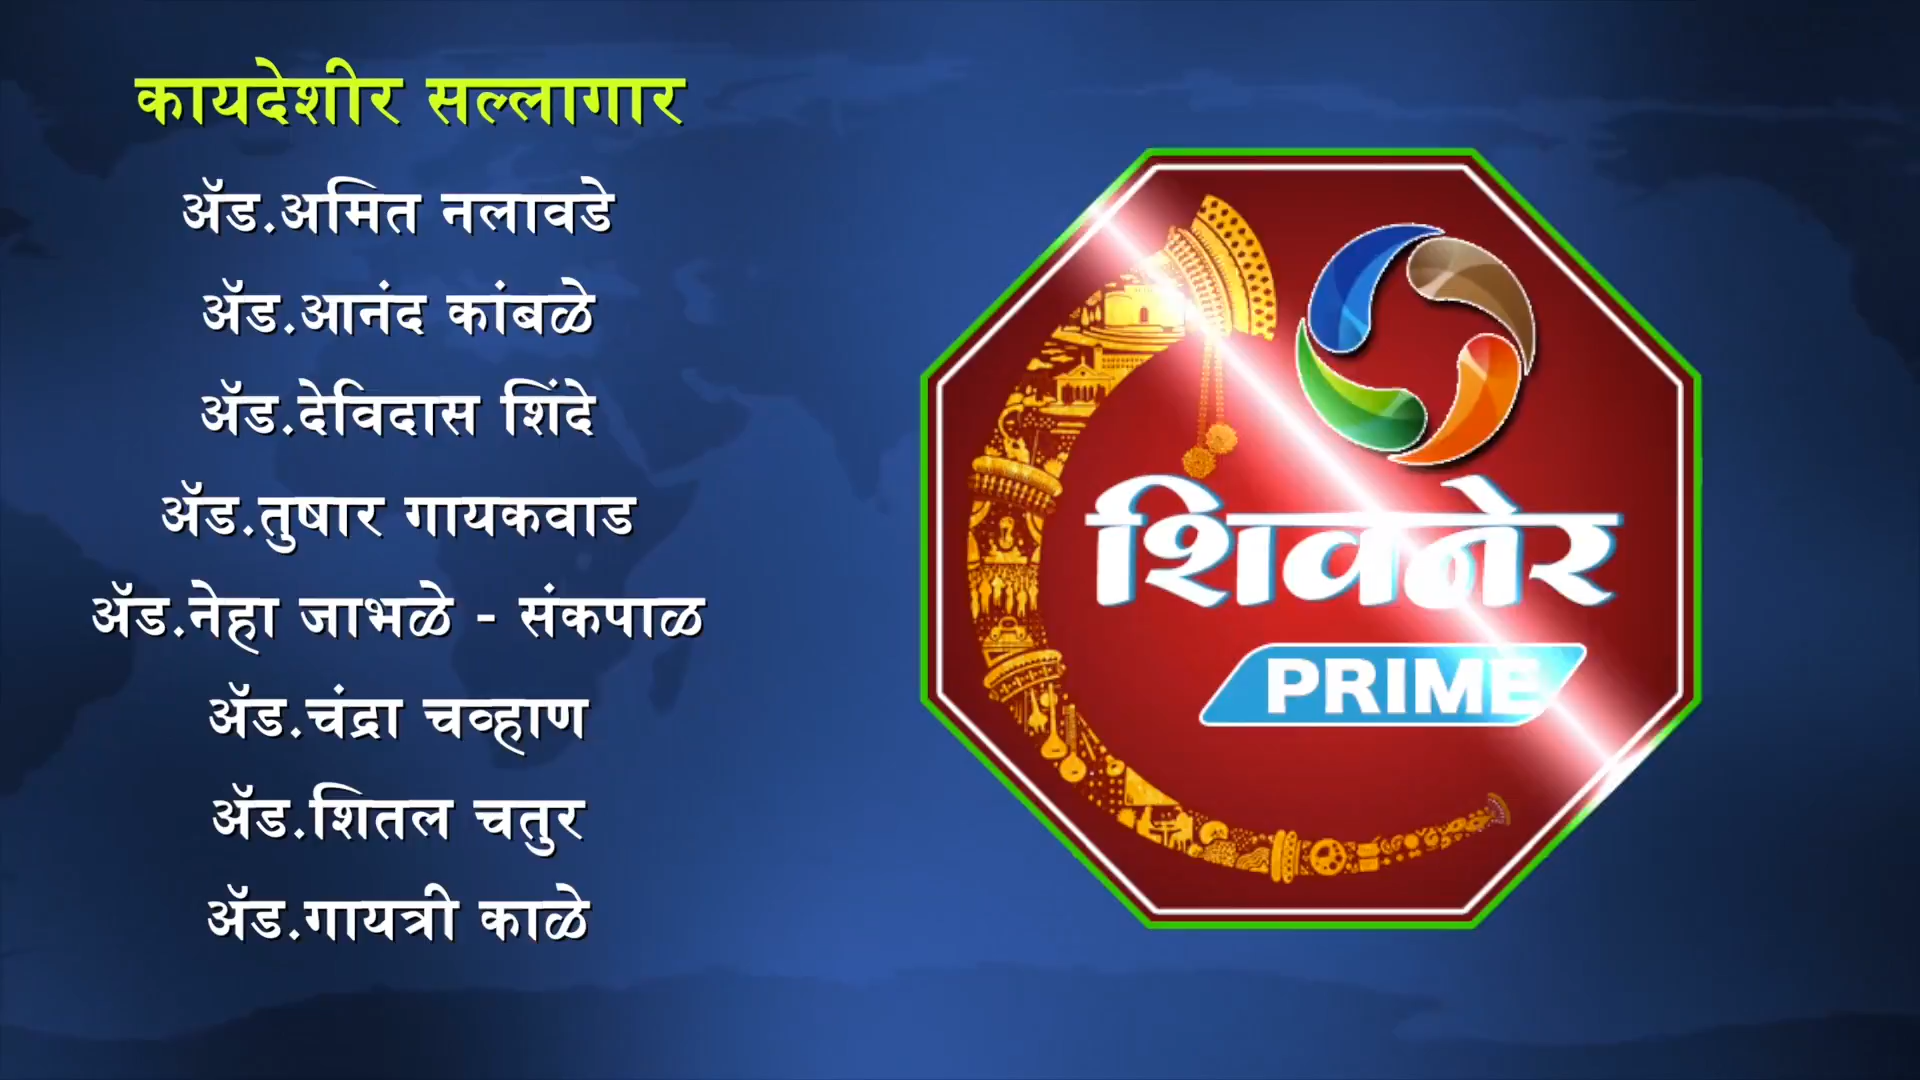 कायदेशीर सल्लागार
ॲड.अमित नलावडे
ॲड.आनंद कांबळे
ॲड.देविदास शिंदे
ॲड.तुषार गायकवाड
ॲड.नेहा जाभळे - संकपाळ
ॲड.चंद्रा चव्हाण
ॲड.शितल चतुर
ॲड.गायत्री काळे
शिवनेर
PRIME